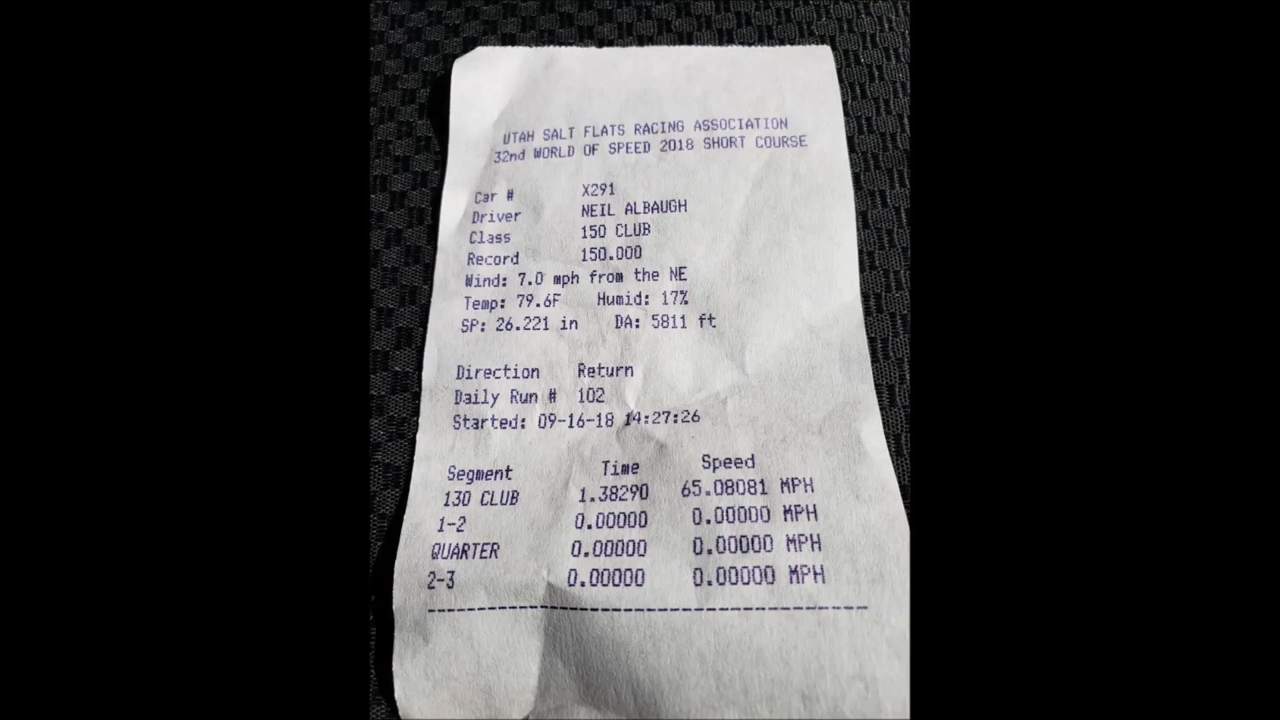 UTAH SALT FLATS RACING ASSOCIATION
32nd WORLD OF SPEED 2018 SHORT COURSE
Car # X291
Driver NEIL ALBAUGH
Class 150 CLUB
Record 150.000
Wind: 7.0 mph from the NE
Temp: 79.6F Humid: 17%
SP: 26.221 in DA: 5811 ft
Direction Return
Daily Run # 102
Started: 09-16-18 14:27:26
Segment Time Speed
130 CLUB 1.38290 65.08081 MPH
1-2 0.00000 0.00000 MPH
QUARTER 0.00000 0.00000 MPH
2-3 0.00000 0.00000 MPH